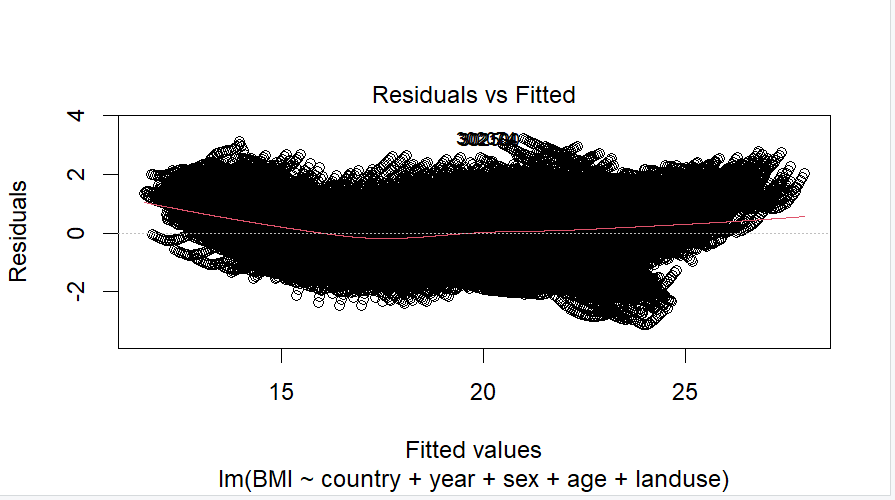 Residuals vs Fitted
4
2
0
-2
Residuals
15 20 25
Fitted values
lm(BMI ~ country + year + sex + age + landuse)